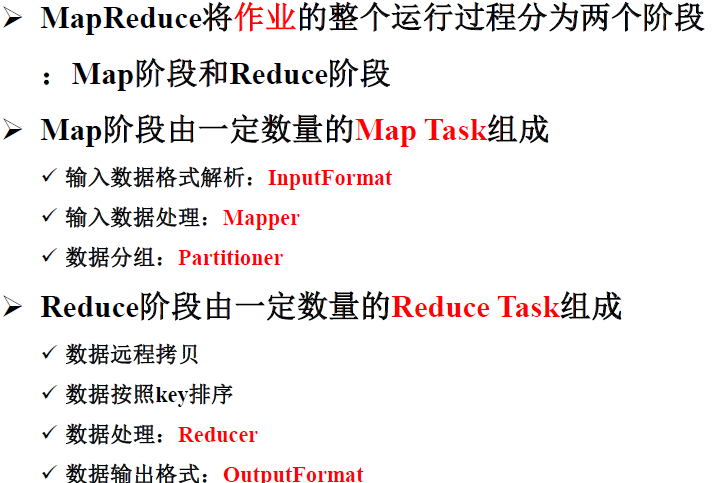 ➢ MapReduce将作业的整个运行过程分为两个阶段
：Map阶段和Reduce阶段
➢ Map阶段由一定数量的Map Task组成
✓ 输入数据格式解析：InputFormat
✓ 输入数据处理：Mapper
✓ 数据分组：Partitioner
➢ Reduce阶段由一定数量的Reduce Task组成
✓ 数据远程拷贝
✓ 数据按照key排序
✓ 数据处理：Reducer
✓ 数据输出格式：OutputFormat